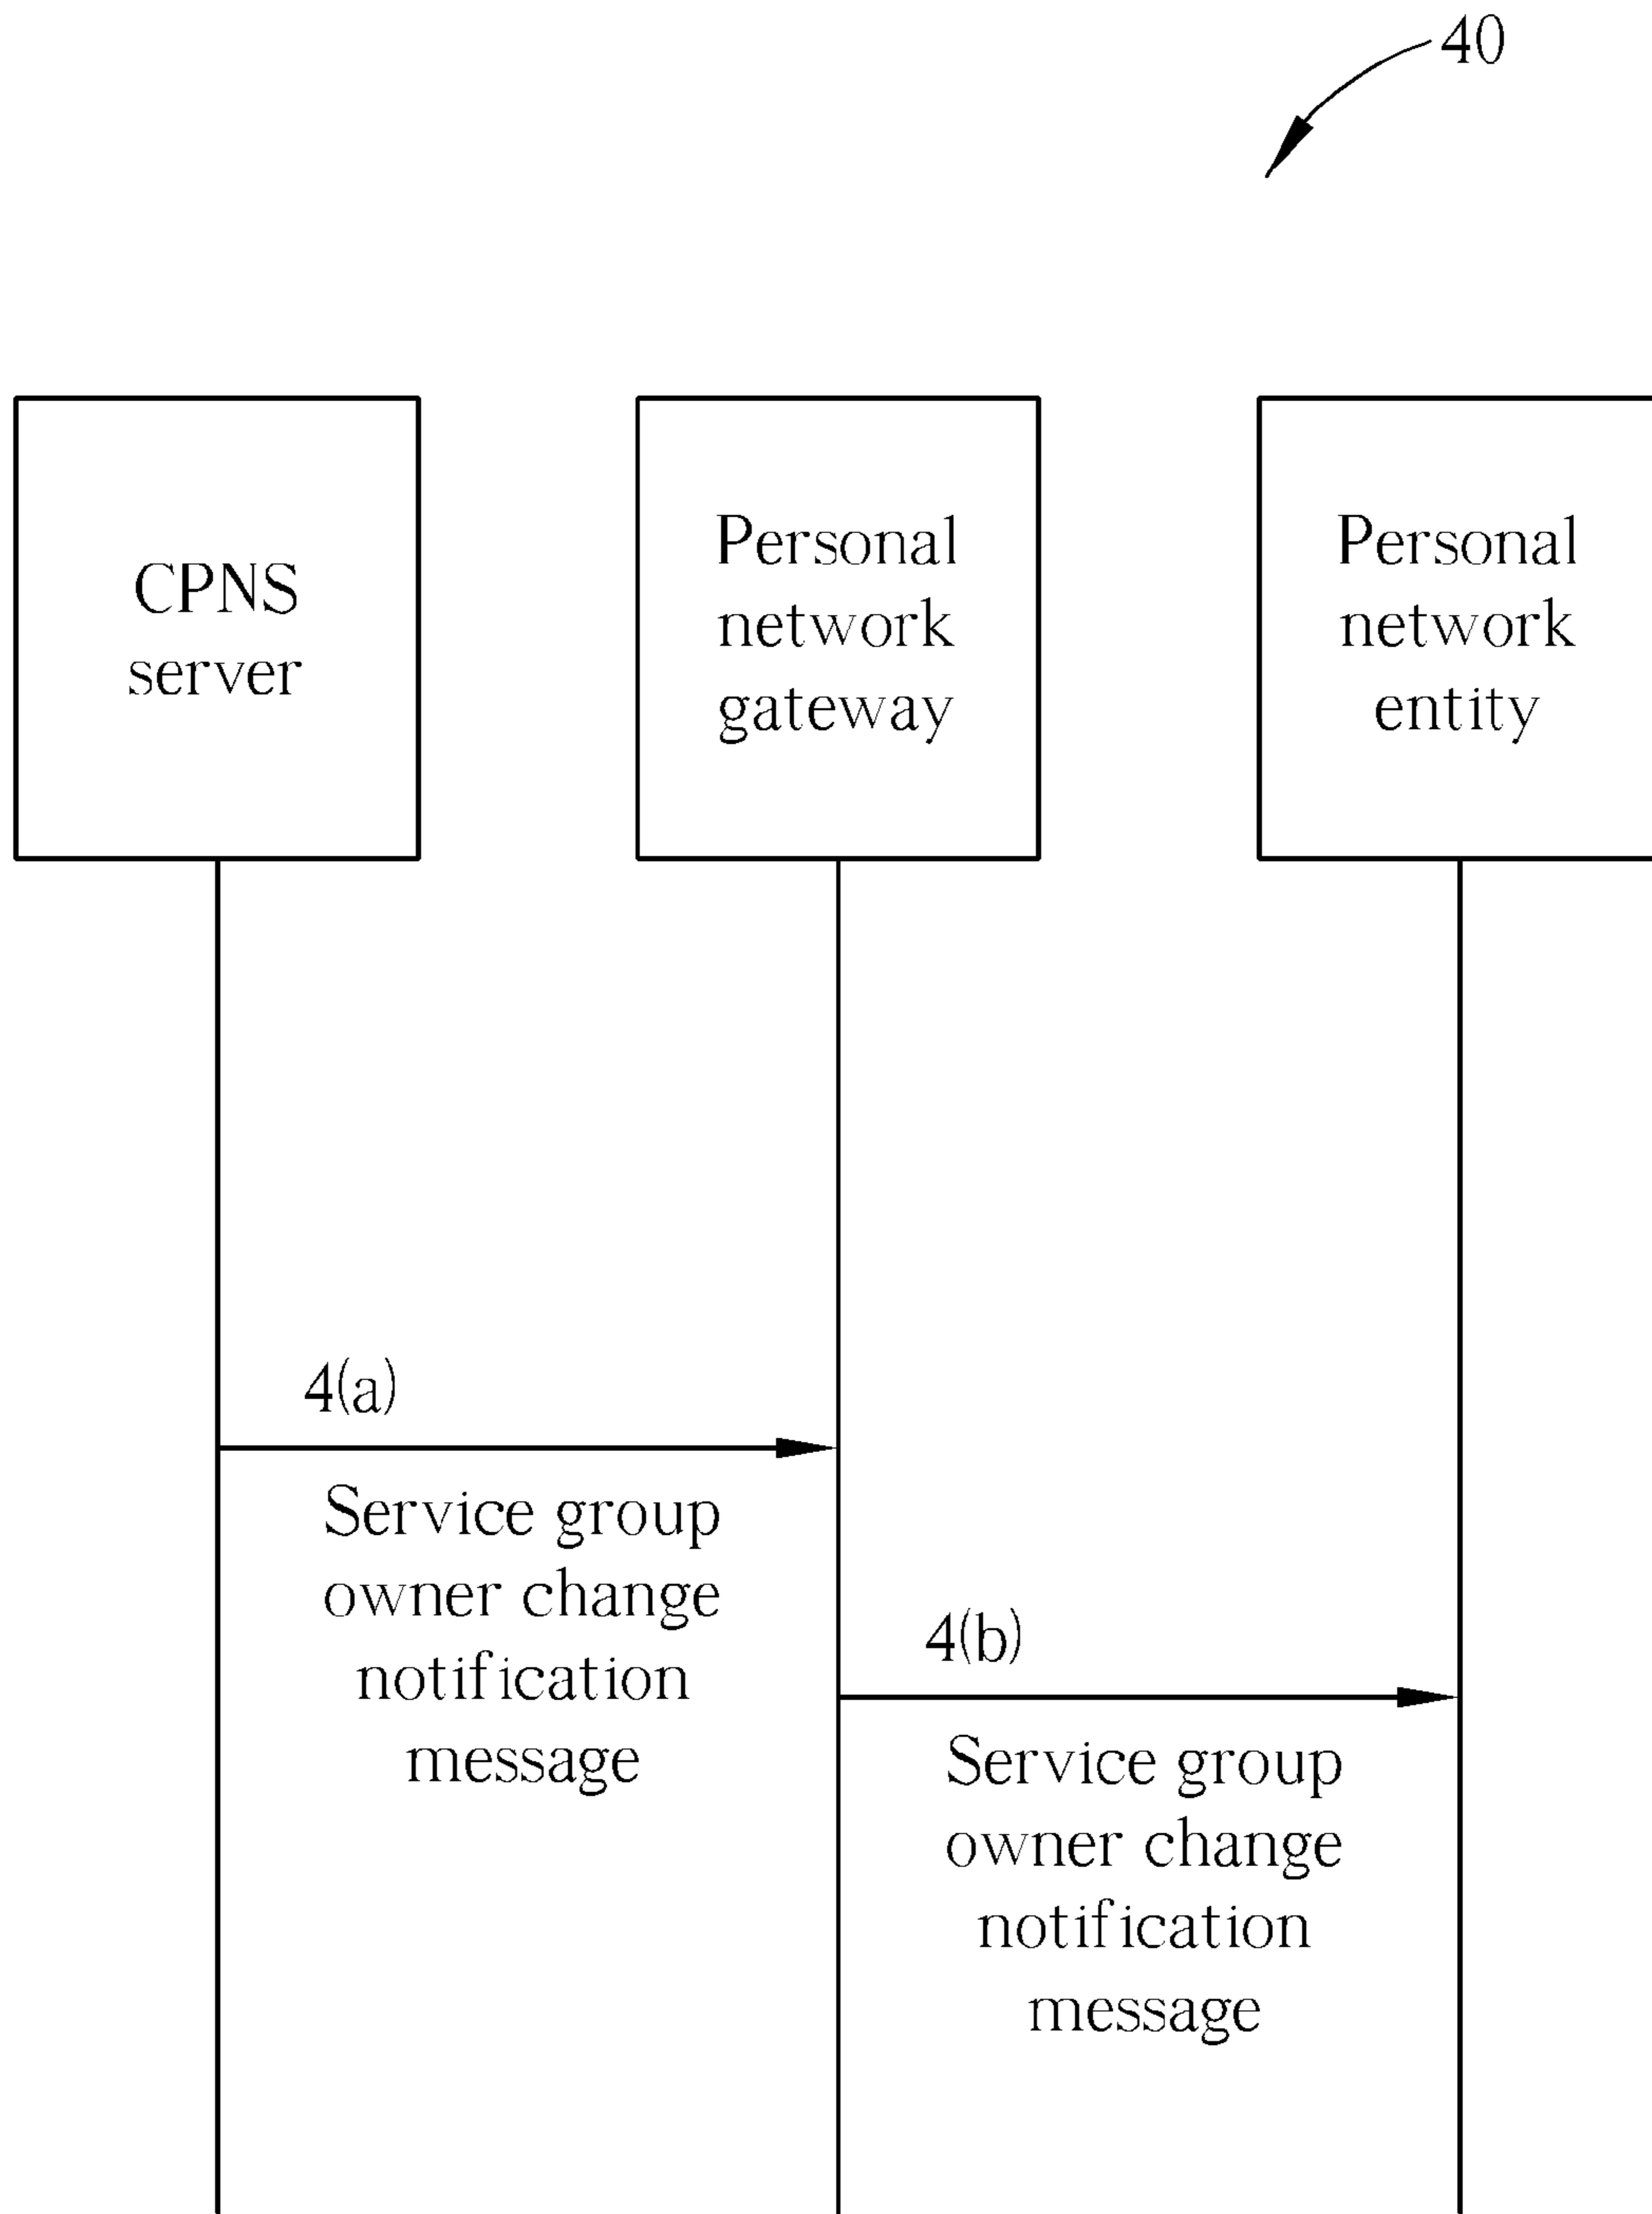 40
CPNS
server
Personal
network
gateway
Personal
network
entity
4(a)
Service group
owner change
notification
message
4(b)
Service group
owner change
notification
message